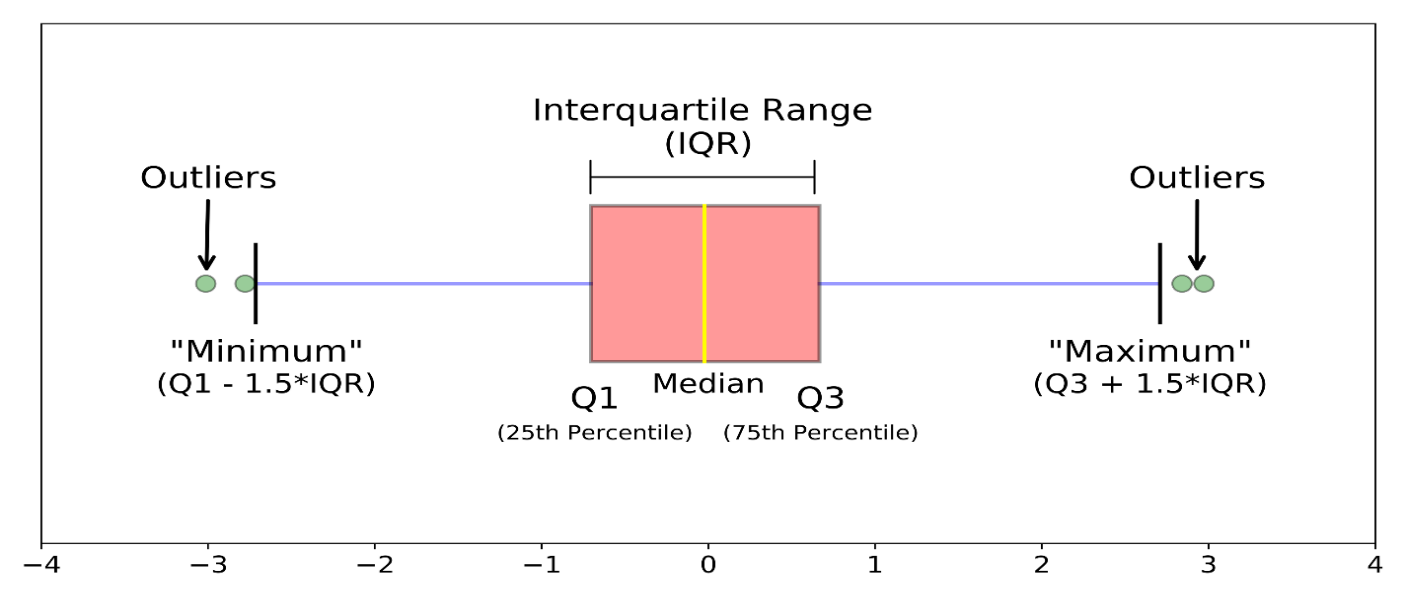 Interquartile Range
(IQR)
Outliers
Outliers
"Minimum"
(Q1 - 1.5*IQR)
"Maximum"
(Q3 + 1.5*IQR)
Median
Q1
Q3
(25th Percentile)
(75th Percentile)
−4
−3
−2
−1
0
1
2
3
4